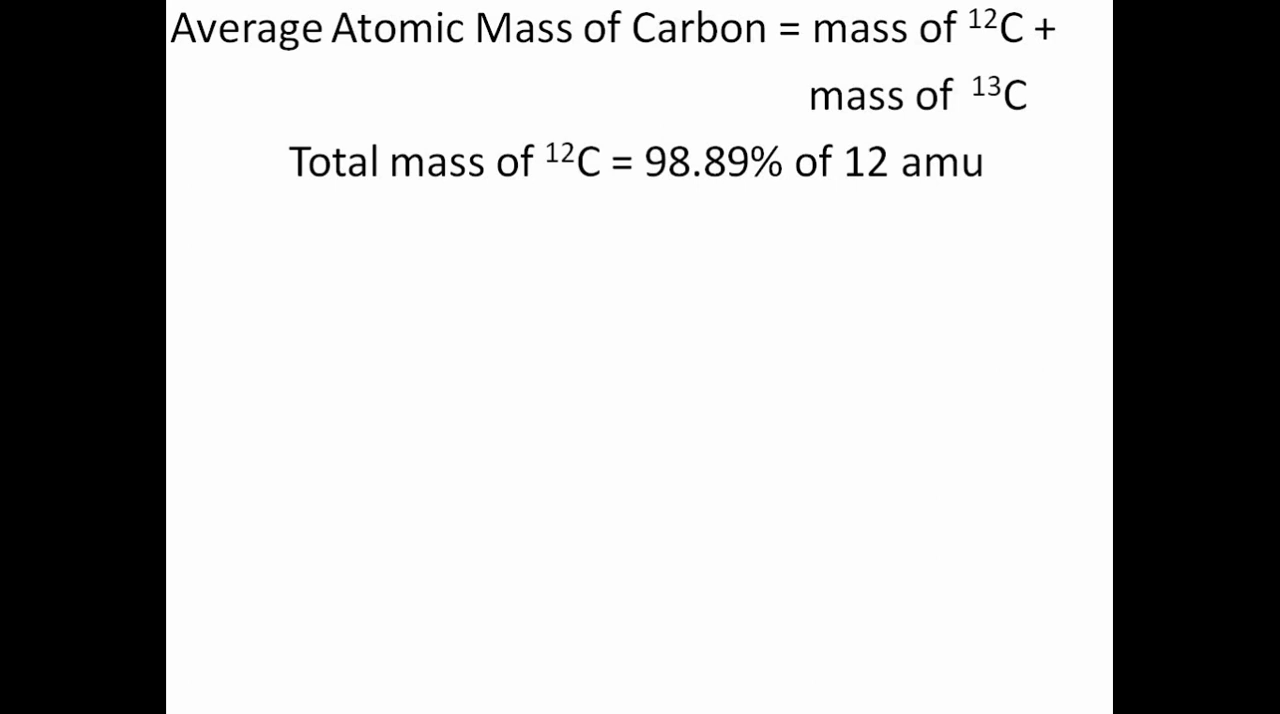 Average Atomic Mass of Carbon = mass of ¹²C +
mass of ¹³C
Total mass of ¹²C = 98.89% of 12 amu